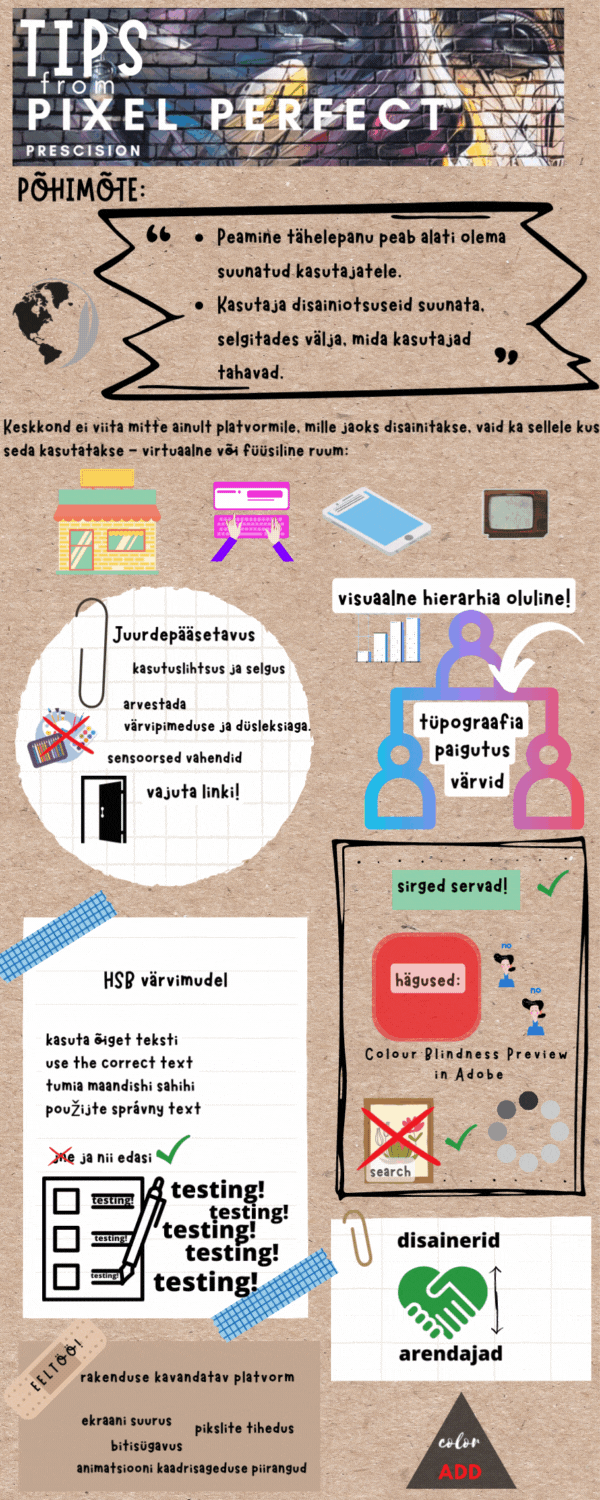 TIPS
from
PIXEL PERFECT
PRESCISION
PÕHIMÕTE:
“
• Peamine tähelepanu peab alati olema
suunatud kasutajatele.
• Kasutaja disainiotsuseid suunata,
selgitades välja, mida kasutajad
tahavad.
”
Keskkond ei viita mitte ainult platvormile, mille jaoks disainitakse, vaid ka sellele kus
seda kasutatakse – virtuaalne või füüsiline ruum:
visuaalne hierarhia oluline!
tüpograafia
paigutus
värvid
Juurdepääsetavus
kasutuslihtsus ja selgus
arvestada
värvipimeduse ja düsleksiaga.
sensoorsed vahendid
vajuta linki!
sirged servad!
hägused:
no
no
Colour Blindness Preview
in Adobe
search
HSB värvimudel
kasuta õiget teksti
use the correct text
tumia maandishi sahihi
použijte správny text
jne ja nii edasi
testing!
testing!
testing!
testing!
testing!
testing!
testing!
testing!
disainerid
arendajad
EELTÖÖ!
rakenduse kavandatav platvorm
ekraani suurus
pikslite tihedus
bitisügavus
animatsiooni kaadrisageduse piirangud
color
ADD